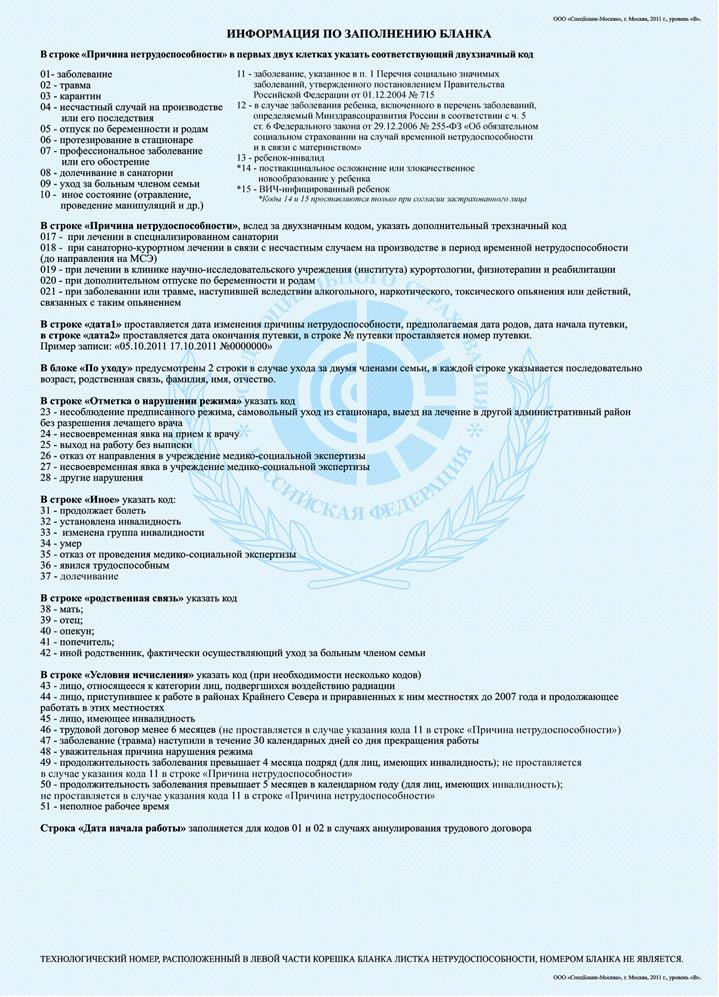 ООО «СпецБланк-Москва», г. Москва, 2011 г., уровень «В».
ИНФОРМАЦИЯ ПО ЗАПОЛНЕНИЮ БЛАНКА
В строке «Причина нетрудоспособности» в первых двух клетках указать соответствующий двухзначный код
01- заболевание
02 - травма
03 - карантин
04 - несчастный случай на производстве
или его последствия
05 - отпуск по беременности и родам
06 - протезирование в стационаре
07 - профессиональное заболевание
или его обострение
08 - долечивание в санатории
09 - уход за больным членом семьи
10 - иное состояние (отравление,
проведение манипуляций и др.)
11 - заболевание, указанное в п. 1 Перечня социально значимых
заболеваний, утвержденного постановлением Правительства
Российской Федерации от 01.12.2004 № 715
12 - в случае заболевания ребенка, включенного в перечень заболеваний,
определяемый Минздравсоцразвития России в соответствии с ч. 5
ст. 6 Федерального закона от 29.12.2006 № 255-ФЗ «Об обязательном
социальном страховании на случай временной нетрудоспособности
и в связи с материнством»
13 - ребенок-инвалид
*14 - поствакцинальное осложнение или злокачественное
новообразование у ребенка
*15 - ВИЧ-инфицированный ребенок
*Коды 14 и 15 проставляются только при согласии застрахованного лица
В строке «Причина нетрудоспособности», вслед за двухзначным кодом, указать дополнительный трехзначный код
017 - при лечении в специализированном санатории
018 - при санаторно-курортном лечении в связи с несчастным случаем на производстве в период временной нетрудоспособности
(до направления на МСЭ)
019 - при лечении в клинике научно-исследовательского учреждения (института) курортологии, физиотерапии и реабилитации
020 - при дополнительном отпуске по беременности и родам
021 - при заболевании или травме, наступившей вследствии алкогольного, наркотического, токсического опьянения или действий,
связанных с таким опьянением
В строке «дата1» проставляется дата изменения причины нетрудоспособности, предполагаемая дата родов, дата начала путевки,
в строке «дата2» проставляется дата окончания путевки, в строке № путевки проставляется номер путевки.
Пример записи: «05.10.2011 17.10.2011 №0000000»
В блоке «По уходу» предусмотрены 2 строки в случае ухода за двумя членами семьи, в каждой строке указывается последовательно
возраст, родственная связь, фамилия, имя, отчество.
В строке «Отметка о нарушении режима» указать код
23 - несоблюдение предписанного режима, самовольный уход из стационара, выезд на лечение в другой административный район
без разрешения лечащего врача
24 - несвоевременная явка на прием к врачу
25 - выход на работу без выписки
26 - отказ от направления в учреждение медико-социальной экспертизы
27 - несвоевременная явка в учреждение медико-социальной экспертизы
28 - другие нарушения
В строке «Иное» указать код:
31 - продолжает болеть
32 - установлена инвалидность
33 - изменена группа инвалидности
34 - умер
35 - отказ от проведения медико-социальной экспертизы
36 - явился трудоспособным
37 - долечивание
В строке «родственная связь» указать код
38 - мать;
39 - отец;
40 - опекун;
41 - попечитель;
42 - иной родственник, фактически осуществляющий уход за больным членом семьи
В строке «Условия исчисления» указать код (при необходимости несколько кодов)
43 - лицо, относящееся к категории лиц, подвергшихся воздействию радиации
44 - лицо, приступившее к работе в районах Крайнего Севера и приравненных к ним местностях до 2007 года и продолжающее
работать в этих местностях
45 - лицо, имеющее инвалидность
46 - трудовой договор менее 6 месяцев (не проставляется в случае указания кода 11 в строке «Причина нетрудоспособности»)
47 - заболевание (травма) наступили в течение 30 календарных дней со дня прекращения работы
48 - уважительная причина нарушения режима
49 - продолжительность заболевания превышает 4 месяца подряд (для лиц, имеющих инвалидность); не проставляется
в случае указания кода 11 в строке «Причина нетрудоспособности»
50 - продолжительность заболевания превышает 5 месяцев в календарном году (для лиц, имеющих инвалидность);
не проставляется в случае указания кода 11 в строке «Причина нетрудоспособности»
51 - неполное рабочее время
Строка «Дата начала работы» заполняется для кодов 01 и 02 в случаях аннулирования трудового договора
ТЕХНОЛОГИЧЕСКИЙ НОМЕР, РАСПОЛОЖЕННЫЙ В ЛЕВОЙ ЧАСТИ КОРЕШКА БЛАНКА ЛИСТКА НЕТРУДОСПОСОБНОСТИ, НОМЕРОМ БЛАНКА НЕ ЯВЛЯЕТСЯ.
ООО «СпецБланк-Москва», г. Москва, 2011 г., уровень «В».
СОЦИАЛЬНОГО СТРАХОВАНИЯ
* РОССИЙСКАЯ ФЕДЕРАЦИЯ *